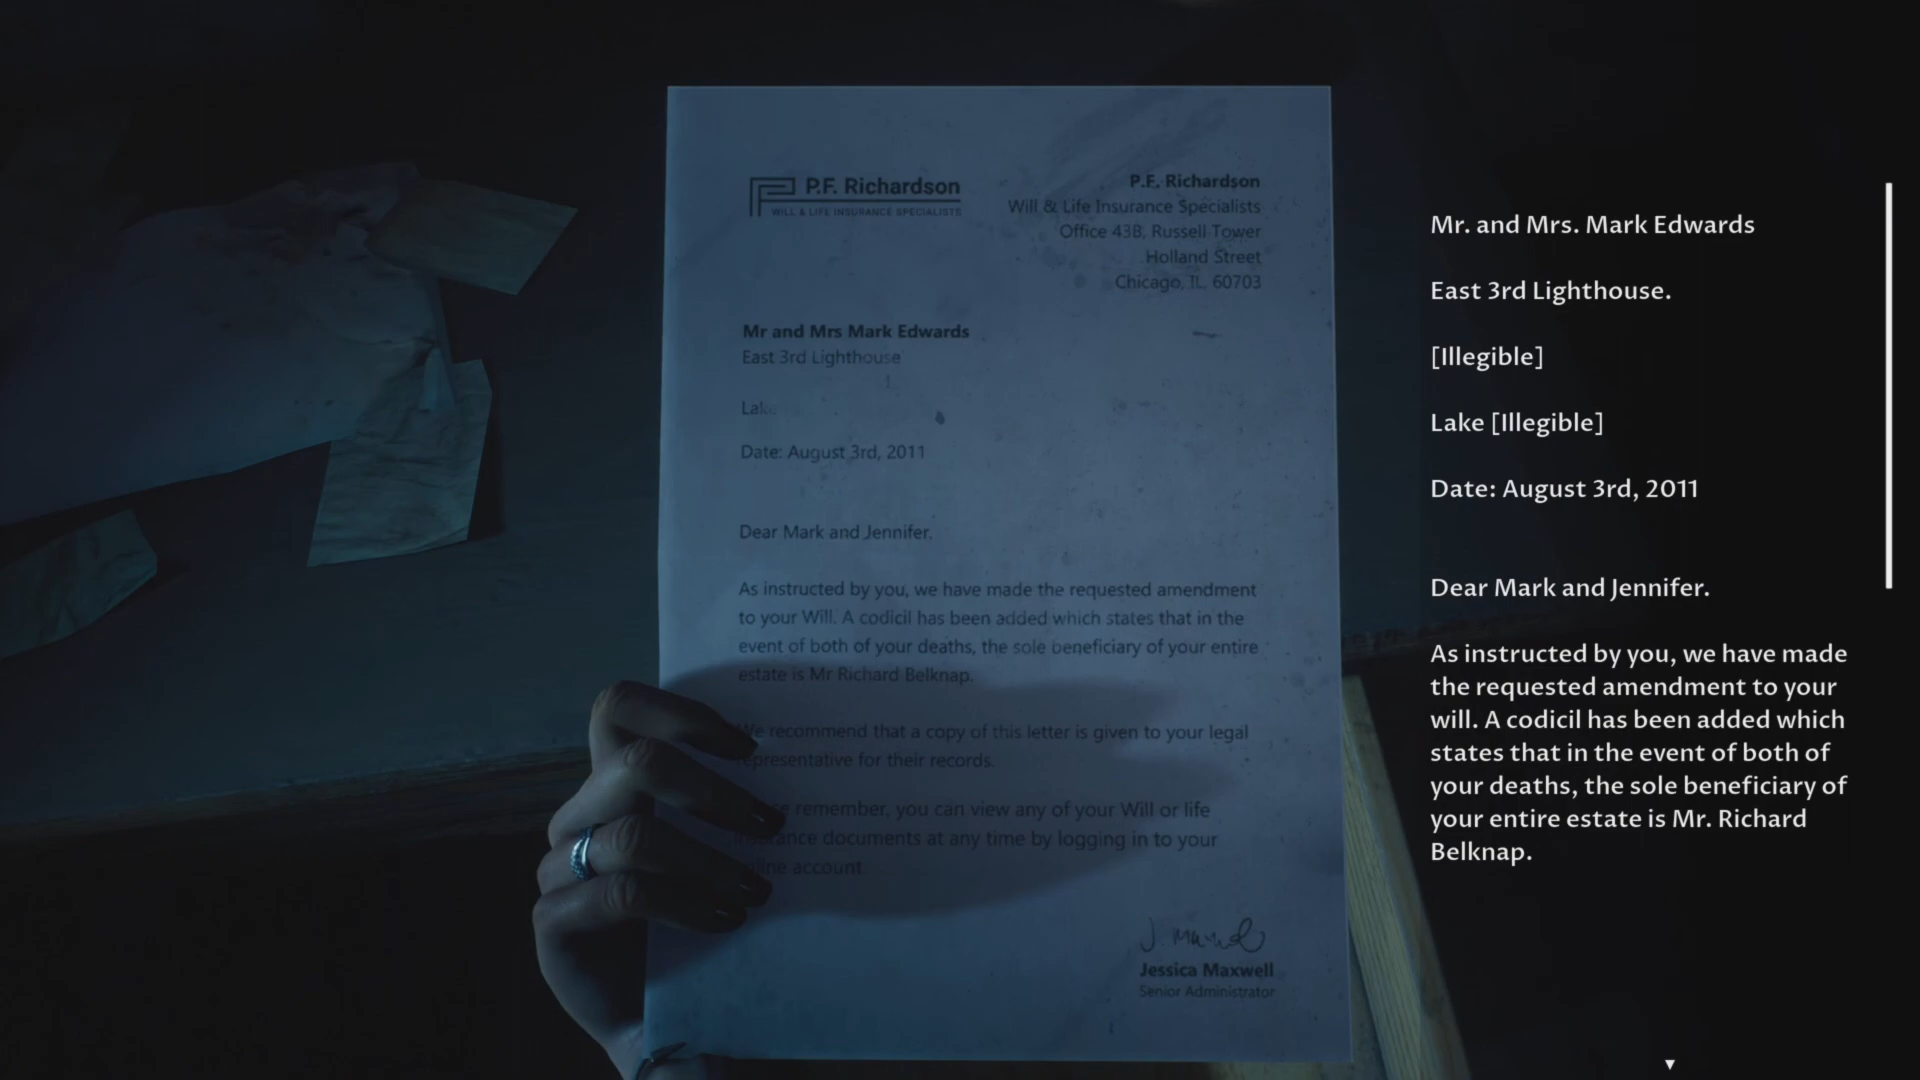 P.F. Richardson
WILL & LIFE INSURANCE SPECIALISTS
P.F. Richardson
Will & Life Insurance Specialists
Office 43B, Russell Tower
Holland Street
Chicago, IL. 60703
Mr and Mrs Mark Edwards
East 3rd Lighthouse
Lake
Date: August 3rd, 2011
Dear Mark and Jennifer.
As instructed by you, we have made the requested amendment
to your Will. A codicil has been added which states that in the
event of both of your deaths, the sole beneficiary of your entire
estate is Mr Richard Belknap.
We recommend that a copy of this letter is given to your legal
representative for their records.
remember, you can view any of your Will or life
insurance documents at any time by logging in to your
online account.
Jessica Maxwell
Senior Administrator
Mr. and Mrs. Mark Edwards
East 3rd Lighthouse.
[Illegible]
Lake [Illegible]
Date: August 3rd, 2011
Dear Mark and Jennifer.
As instructed by you, we have made
the requested amendment to your
will. A codicil has been added which
states that in the event of both of
your deaths, the sole beneficiary of
your entire estate is Mr. Richard
Belknap.